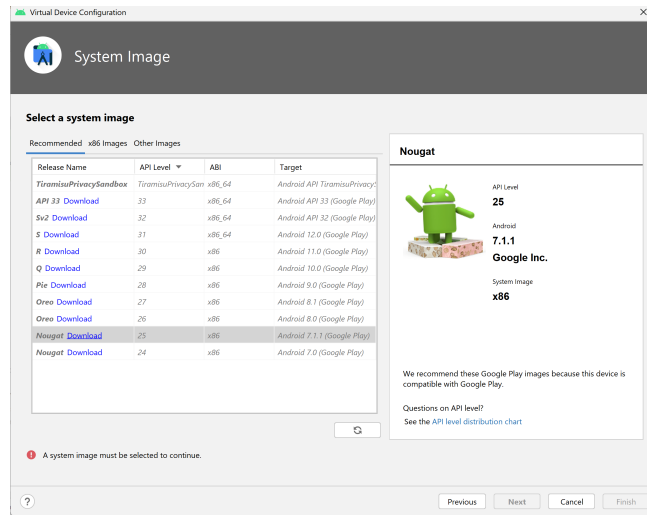 Virtual Device Configuration
System Image
Select a system image
Recommended x86 Images Other Images
Release Name API Level ABI Target
TiramisuPrivacySandbox TiramisuPrivacySan x86_64 Android API TiramisuPrivacyS
API 33 Download 33 x86_64 Android API 33 (Google Play)
Sv2 Download 32 x86_64 Android API 32 (Google Play)
S Download 31 x86_64 Android 12.0 (Google Play)
R Download 30 x86 Android 11.0 (Google Play)
Q Download 29 x86 Android 10.0 (Google Play)
Pie Download 28 x86 Android 9.0 (Google Play)
Oreo Download 27 x86 Android 8.1 (Google Play)
Oreo Download 26 x86 Android 8.0 (Google Play)
Nougat Download 25 x86 Android 7.1.1 (Google Play)
Nougat Download 24 x86 Android 7.0 (Google Play)
A system image must be selected to continue.
Nougat
API Level
25
Android
7.1.1
Google Inc.
System Image
x86
We recommend these Google Play images because this device is
compatible with Google Play.
Questions on API level?
See the API level distribution chart
? Previous Next Cancel Finish